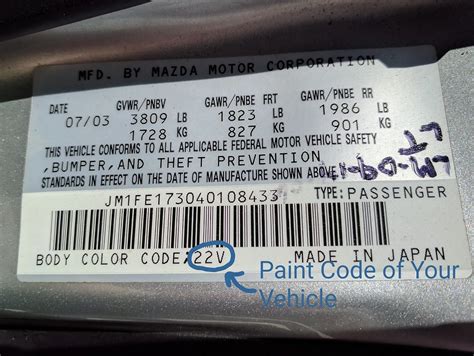 MFD. BY MAZDA MOTOR CORPORATION
DATE GVWR/PNBV GAWR/PNBE FRT GAWR/PNBE RR
07/03 3809 LB 1823 LB 1986 LB
1728 KG 827 KG 901 KG
THIS VEHICLE CONFORMS TO ALL APPLICABLE FEDERAL MOTOR VEHICLE SAFETY
,BUMPER,AND THEFT PREVENTION
STANDARDS IN EFFECT ON THE DATE OF MANUFACTURE SHOWN ABOVE.
JM1FE173040108433 TYPE:PASSENGER
BODY COLOR CODE:22V MADE IN JAPAN
Paint Code of Your
Vehicle